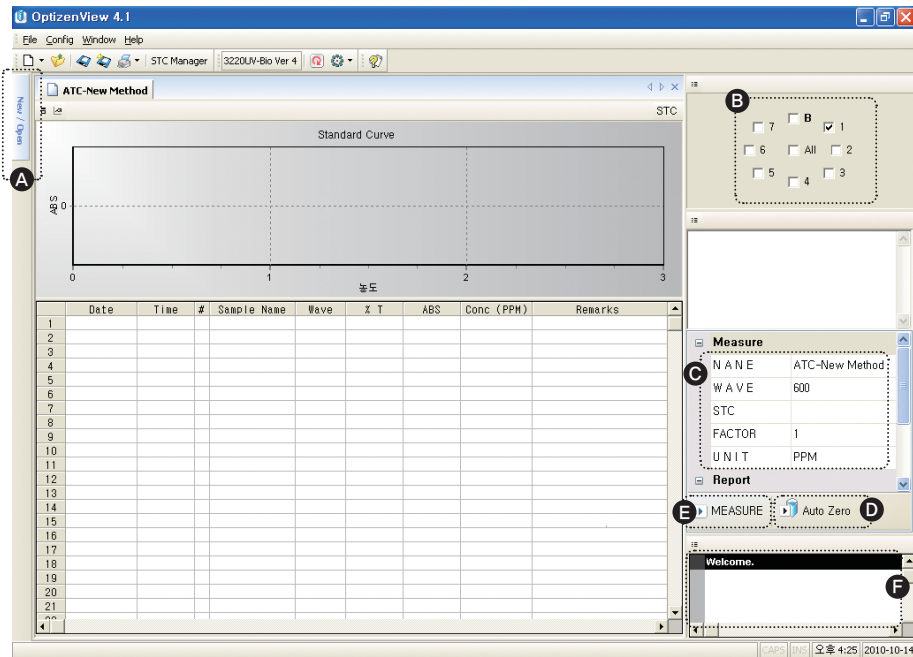 OptizenView 4.1
File Config Window Help
STC Manager 3220UV-Bio Ver 4
New / Open
A
ATC-New Method
STC
Standard Curve
ABS
0
0 1 2 3
농도
Date Time # Sample Name Wave % T ABS Conc (PPM) Remarks
1
2
3
4
5
6
7
8
9
10
11
12
13
14
15
16
17
18
19
20
21
B
7 B 1
6 All 2
5 4 3
C
Measure
NANE ATC-New Method
WAVE 600
STC
FACTOR 1
UNIT PPM
Report
E MEASURE Auto Zero D
Welcome.
F
CAPS INS 오후 4:25 2010-10-14